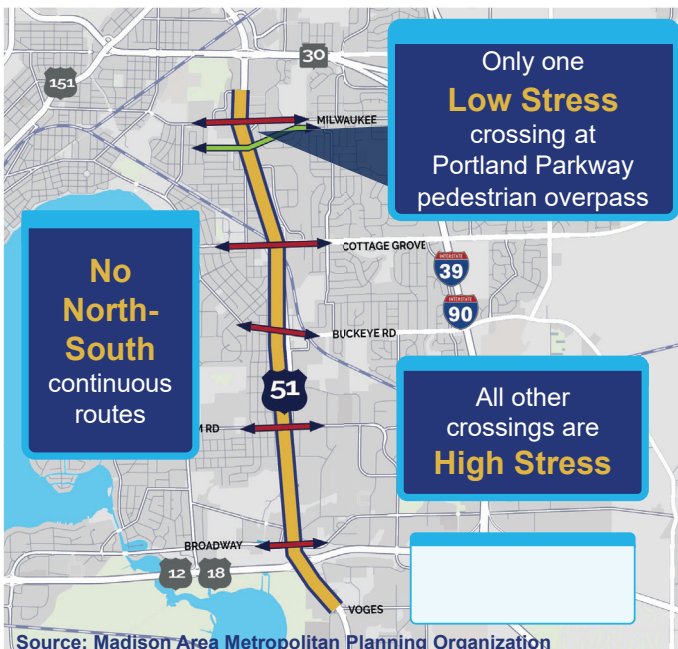 151
30
Only one
Low Stress
crossing at
Portland Parkway
pedestrian overpass
MILWAUKEE
COTTAGE GROVE
INTERSTATE
39
INTERSTATE
90
No
North-
South
continuous
routes
BUCKEYE RD
51
All other
crossings are
High Stress
M RD
BROADWAY
12
18
VOGES
Source: Madison Area Metropolitan Planning Organization